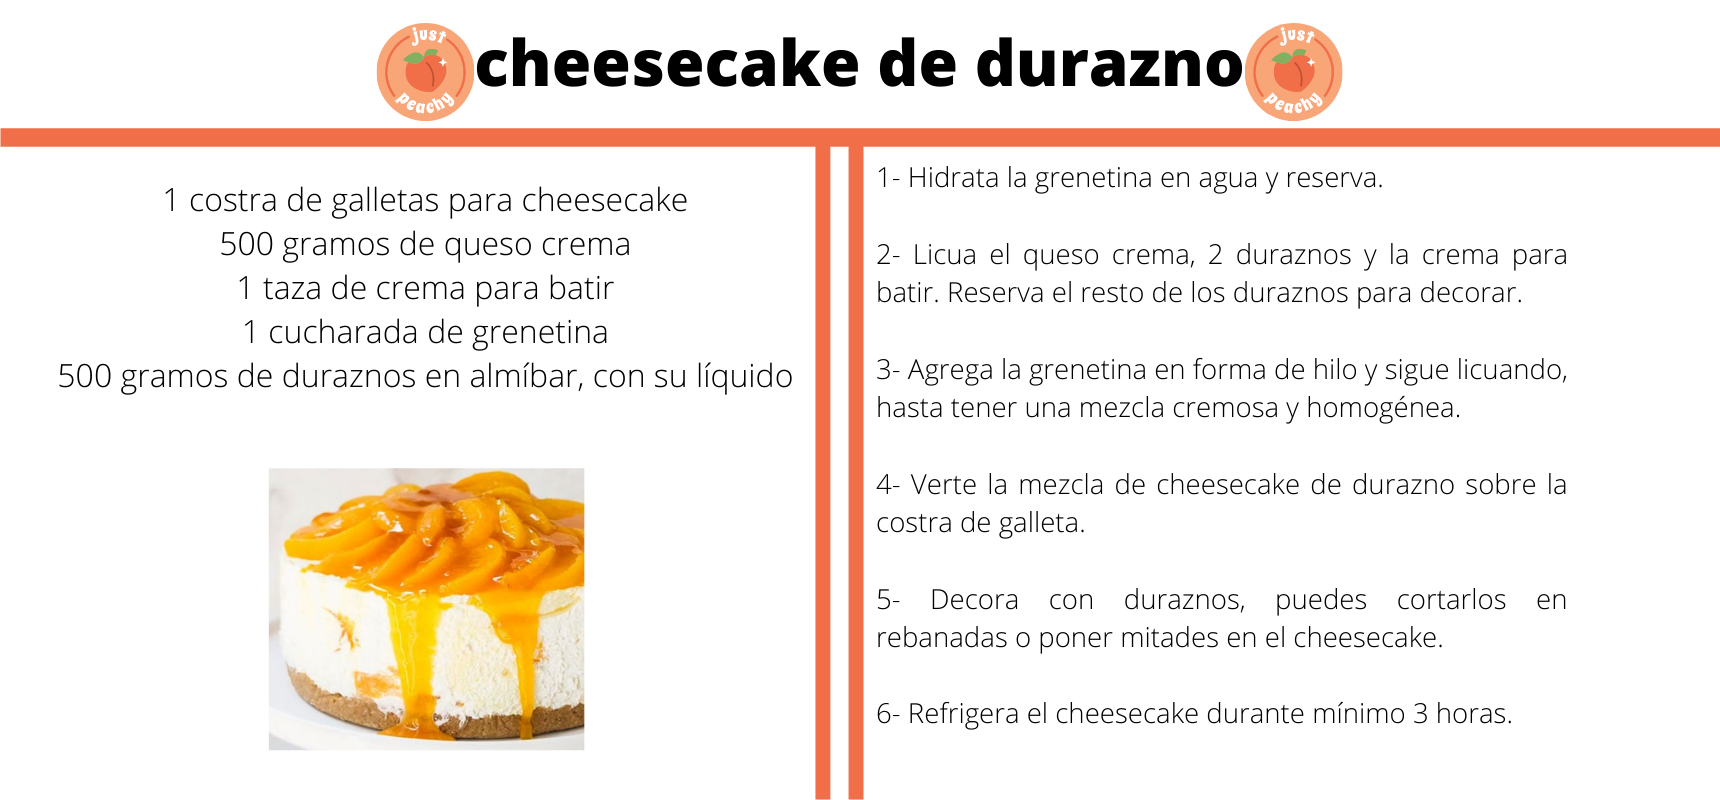 just
peachy
cheesecake de durazno
just
peachy
1 costra de galletas para cheesecake
500 gramos de queso crema
1 taza de crema para batir
1 cucharada de grenetina
500 gramos de duraznos en almíbar, con su líquido
1- Hidrata la grenetina en agua y reserva.
2- Licua el queso crema, 2 duraznos y la crema para
batir. Reserva el resto de los duraznos para decorar.
3- Agrega la grenetina en forma de hilo y sigue licuando,
hasta tener una mezcla cremosa y homogénea.
4- Verte la mezcla de cheesecake de durazno sobre la
costra de galleta.
5- Decora con duraznos, puedes cortarlos en
rebanadas o poner mitades en el cheesecake.
6- Refrigera el cheesecake durante mínimo 3 horas.